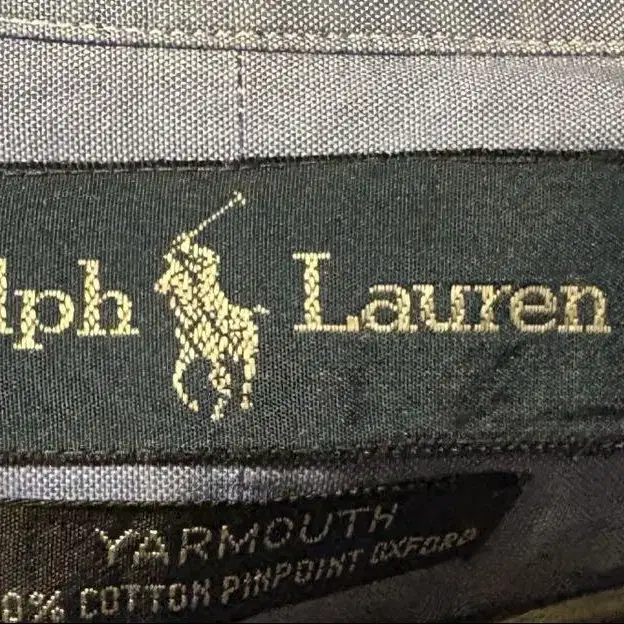 lph Lauren
YARMOUTH
0% COTTON PINPOINT OXFORD